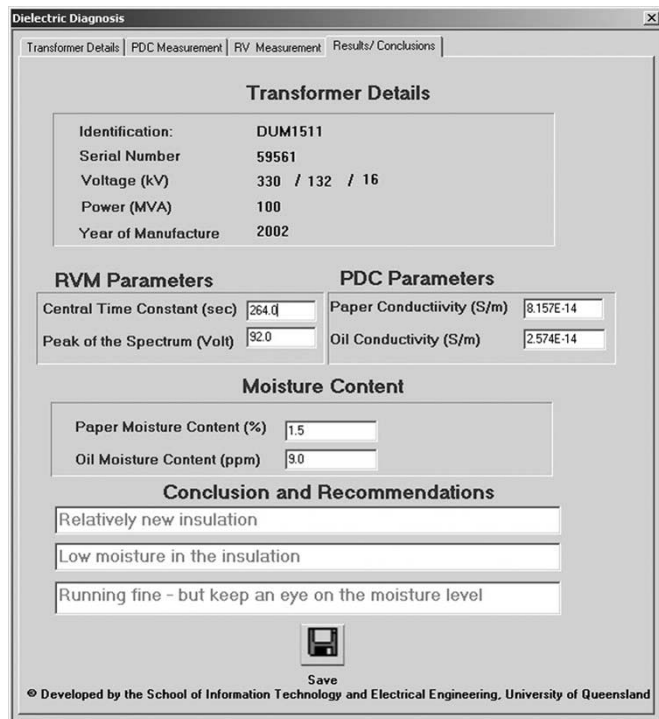 Dielectric Diagnosis
Transformer Details PDC Measurement RV Measurement Results/ Conclusions
Transformer Details
Identification: DUM1511
Serial Number 59561
Voltage (kV) 330 / 132 / 16
Power (MVA) 100
Year of Manufacture 2002
RVM Parameters
Central Time Constant (sec) 264.0
Peak of the Spectrum (Volt) 92.0
PDC Parameters
Paper Conductiivity (S/m) 8.157E-14
Oil Conductivity (S/m) 2.574E-14
Moisture Content
Paper Moisture Content (%) 1.5
Oil Moisture Content (ppm) 9.0
Conclusion and Recommendations
Relatively new insulation
Low moisture in the insulation
Running fine - but keep an eye on the moisture level
Save
© Developed by the School of Information Technology and Electrical Engineering, University of Queensland